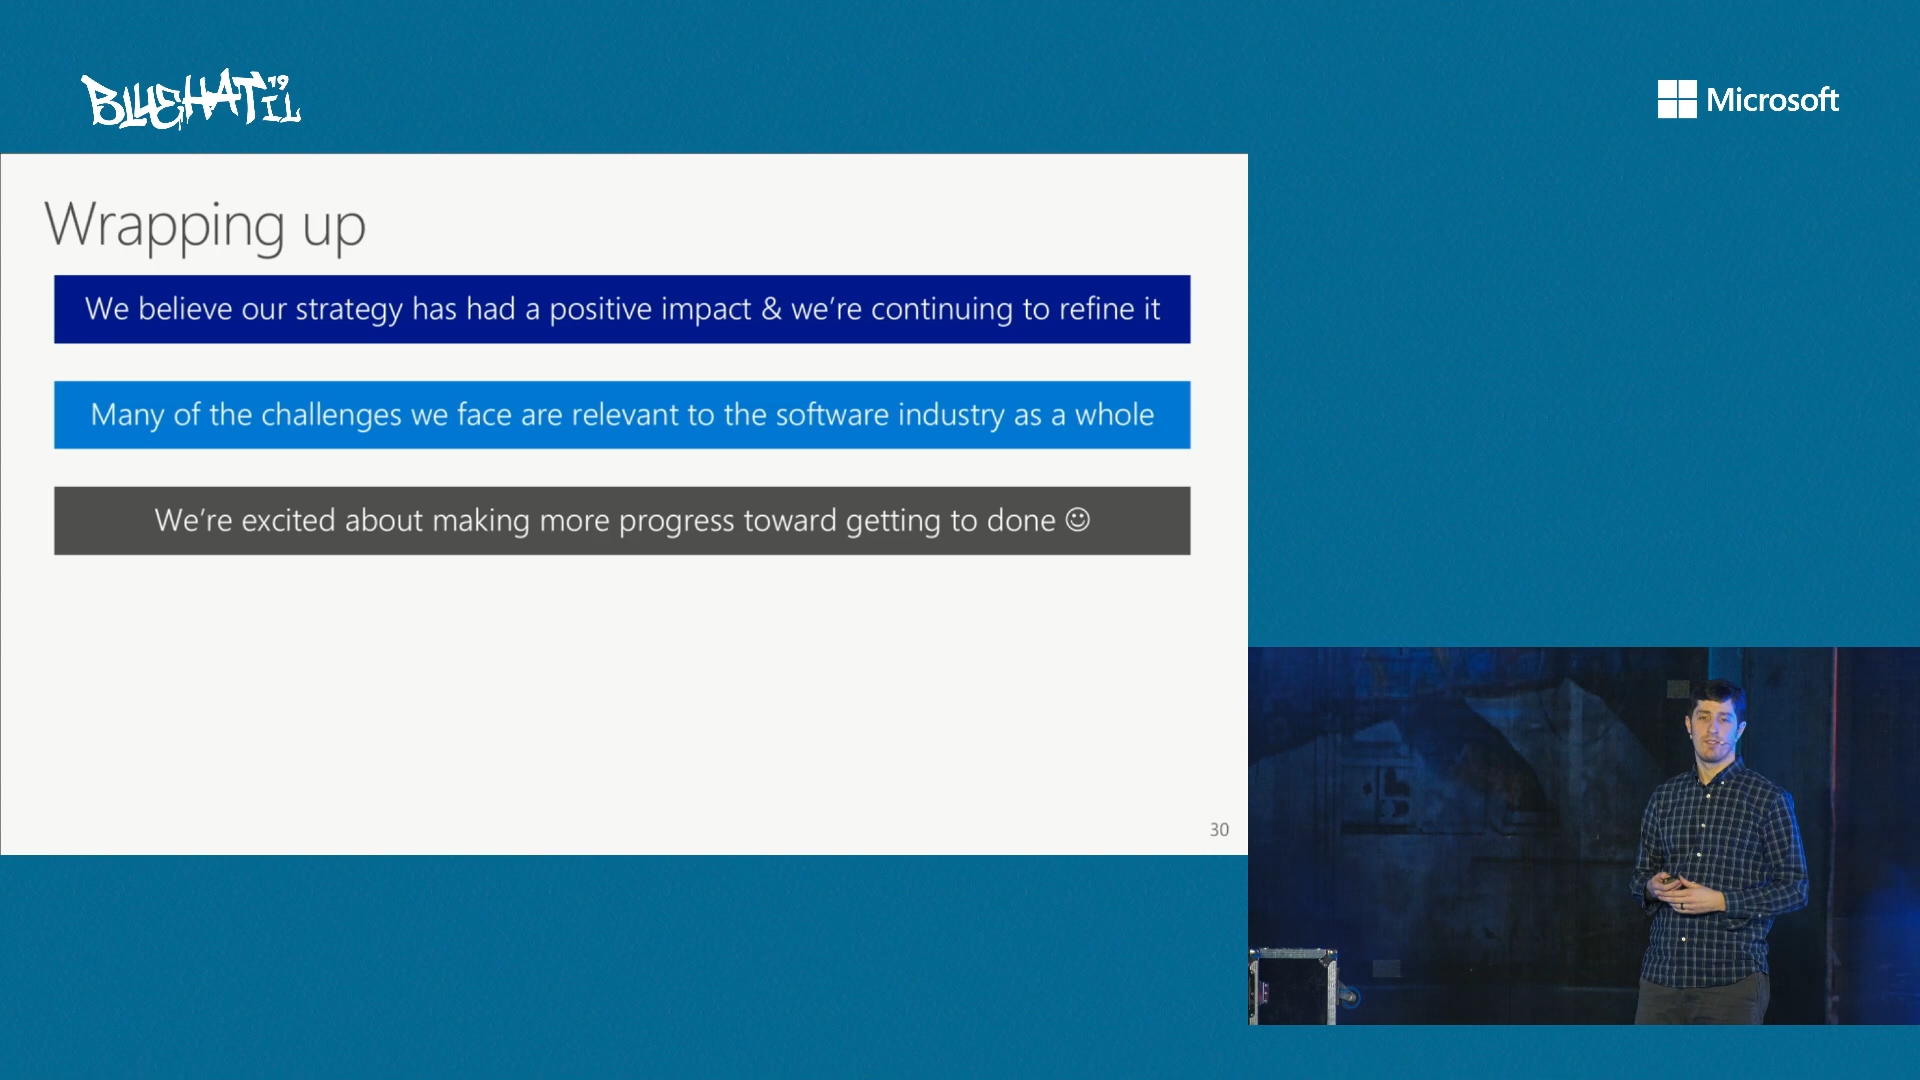 BLUEHAT IL '19
Microsoft
Wrapping up
We believe our strategy has had a positive impact & we're continuing to refine it
Many of the challenges we face are relevant to the software industry as a whole
We're excited about making more progress toward getting to done ☺
30